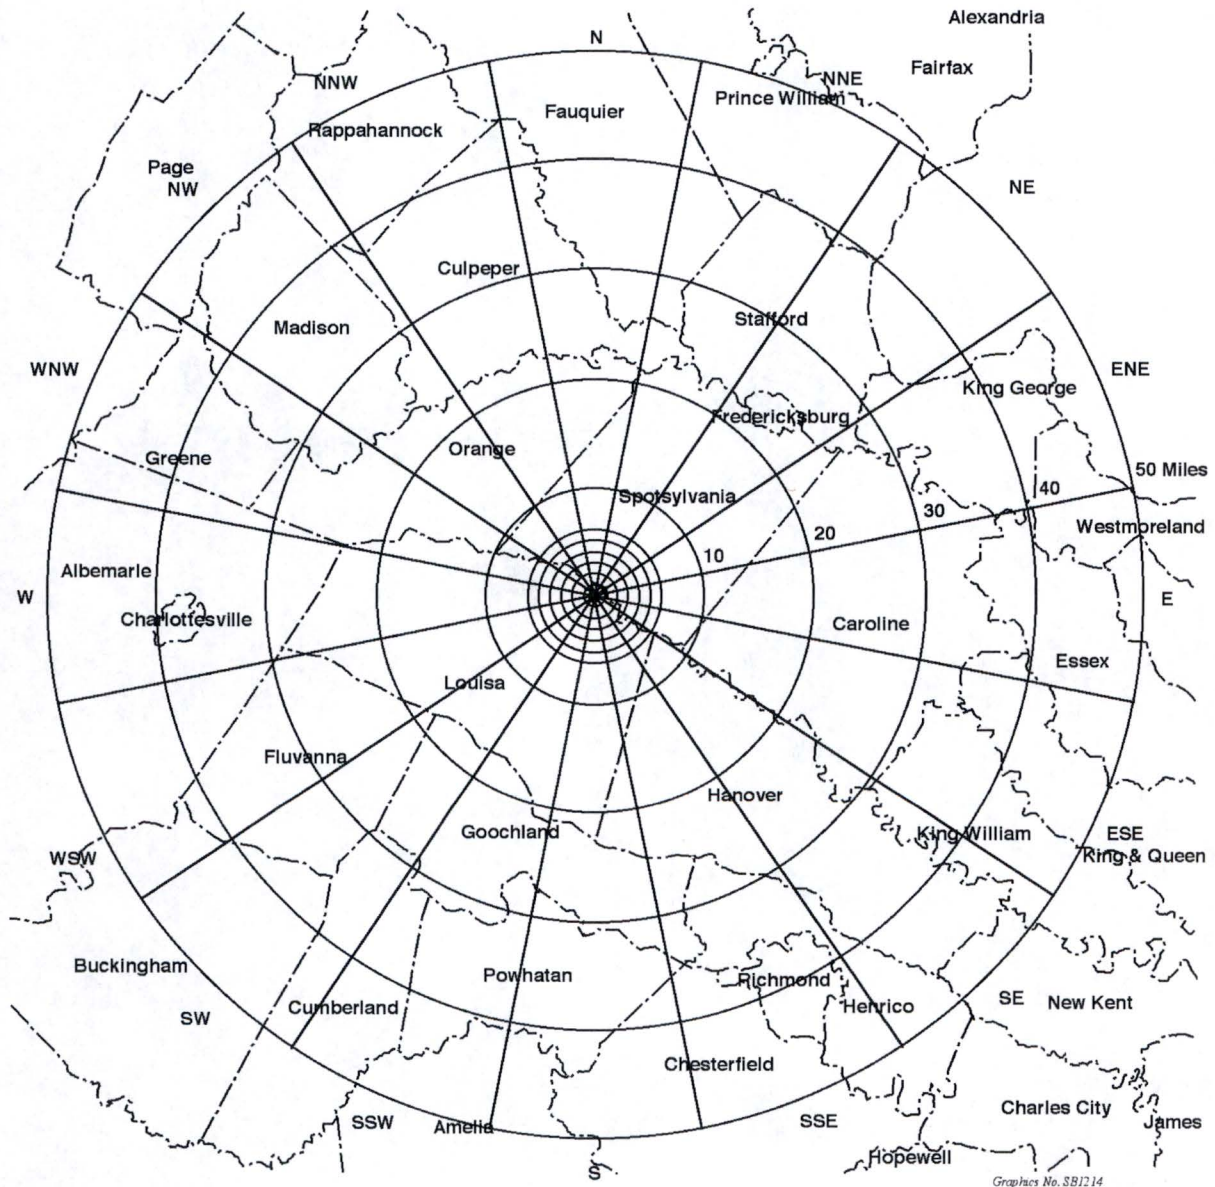 Alexandria
N
Fairfax
NNW
NNE
Prince William
Fauquier
Rappahannock
Page
NW
NE
Culpeper
Madison
Stafford
WNW
ENE
King George
Fredericksburg
Orange
Greene
50 Miles
40
Spotsylvania
30
Westmoreland
20
10
Albemarle
W
E
Charlottesville
Caroline
Essex
Louisa
Fluvanna
Hanover
Goochland
King William
ESE
WSW
King & Queen
Buckingham
Powhatan
Richmond
Cumberland
Henrico
SE
New Kent
SW
Chesterfield
Charles City
SSW
Amelia
SSE
James
Hopewell
S
Graphics No. SB1214